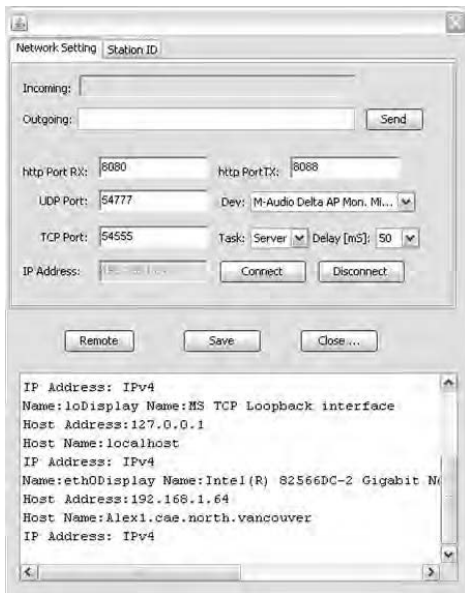 Network Setting Station ID
Incoming:
Outgoing: Send
http Port RX: 8080 http PortTX: 8088
UDP Port: 54777 Dev: M-Audio Delta AP Mon. Mi...
TCP Port: 54555 Task: Server Delay [mS]: 50
IP Address: Connect Disconnect
Remote Save Close ...
IP Address: IPv4
Name:loDisplay Name:MS TCP Loopback interface
Host Address:127.0.0.1
Host Name:localhost
IP Address: IPv4
Name:eth0Display Name:Intel(R) 82566DC-2 Gigabit
Host Address:192.168.1.64
Host Name:Alex1.cae.north.vancouver
IP Address: IPv4